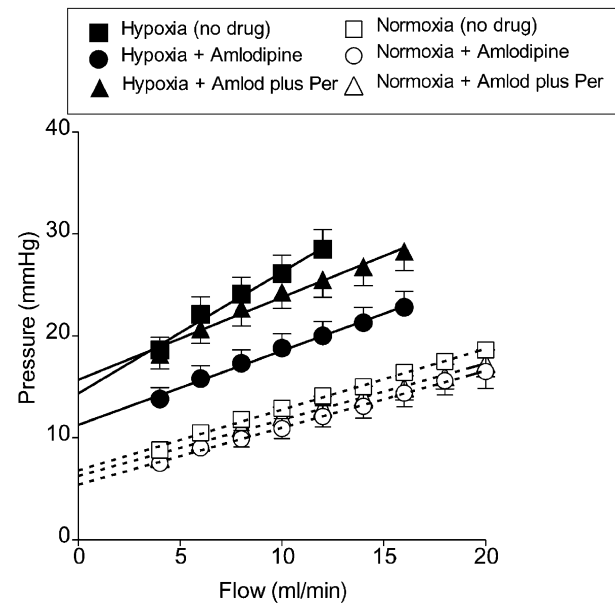 Hypoxia (no drug) Normoxia (no drug)
Hypoxia + Amlodipine Normoxia + Amlodipine
Hypoxia + Amlod plus Per Normoxia + Amlod plus Per
40
30
20
10
0
Pressure (mmHg)
0 5 10 15 20
Flow (ml/min)